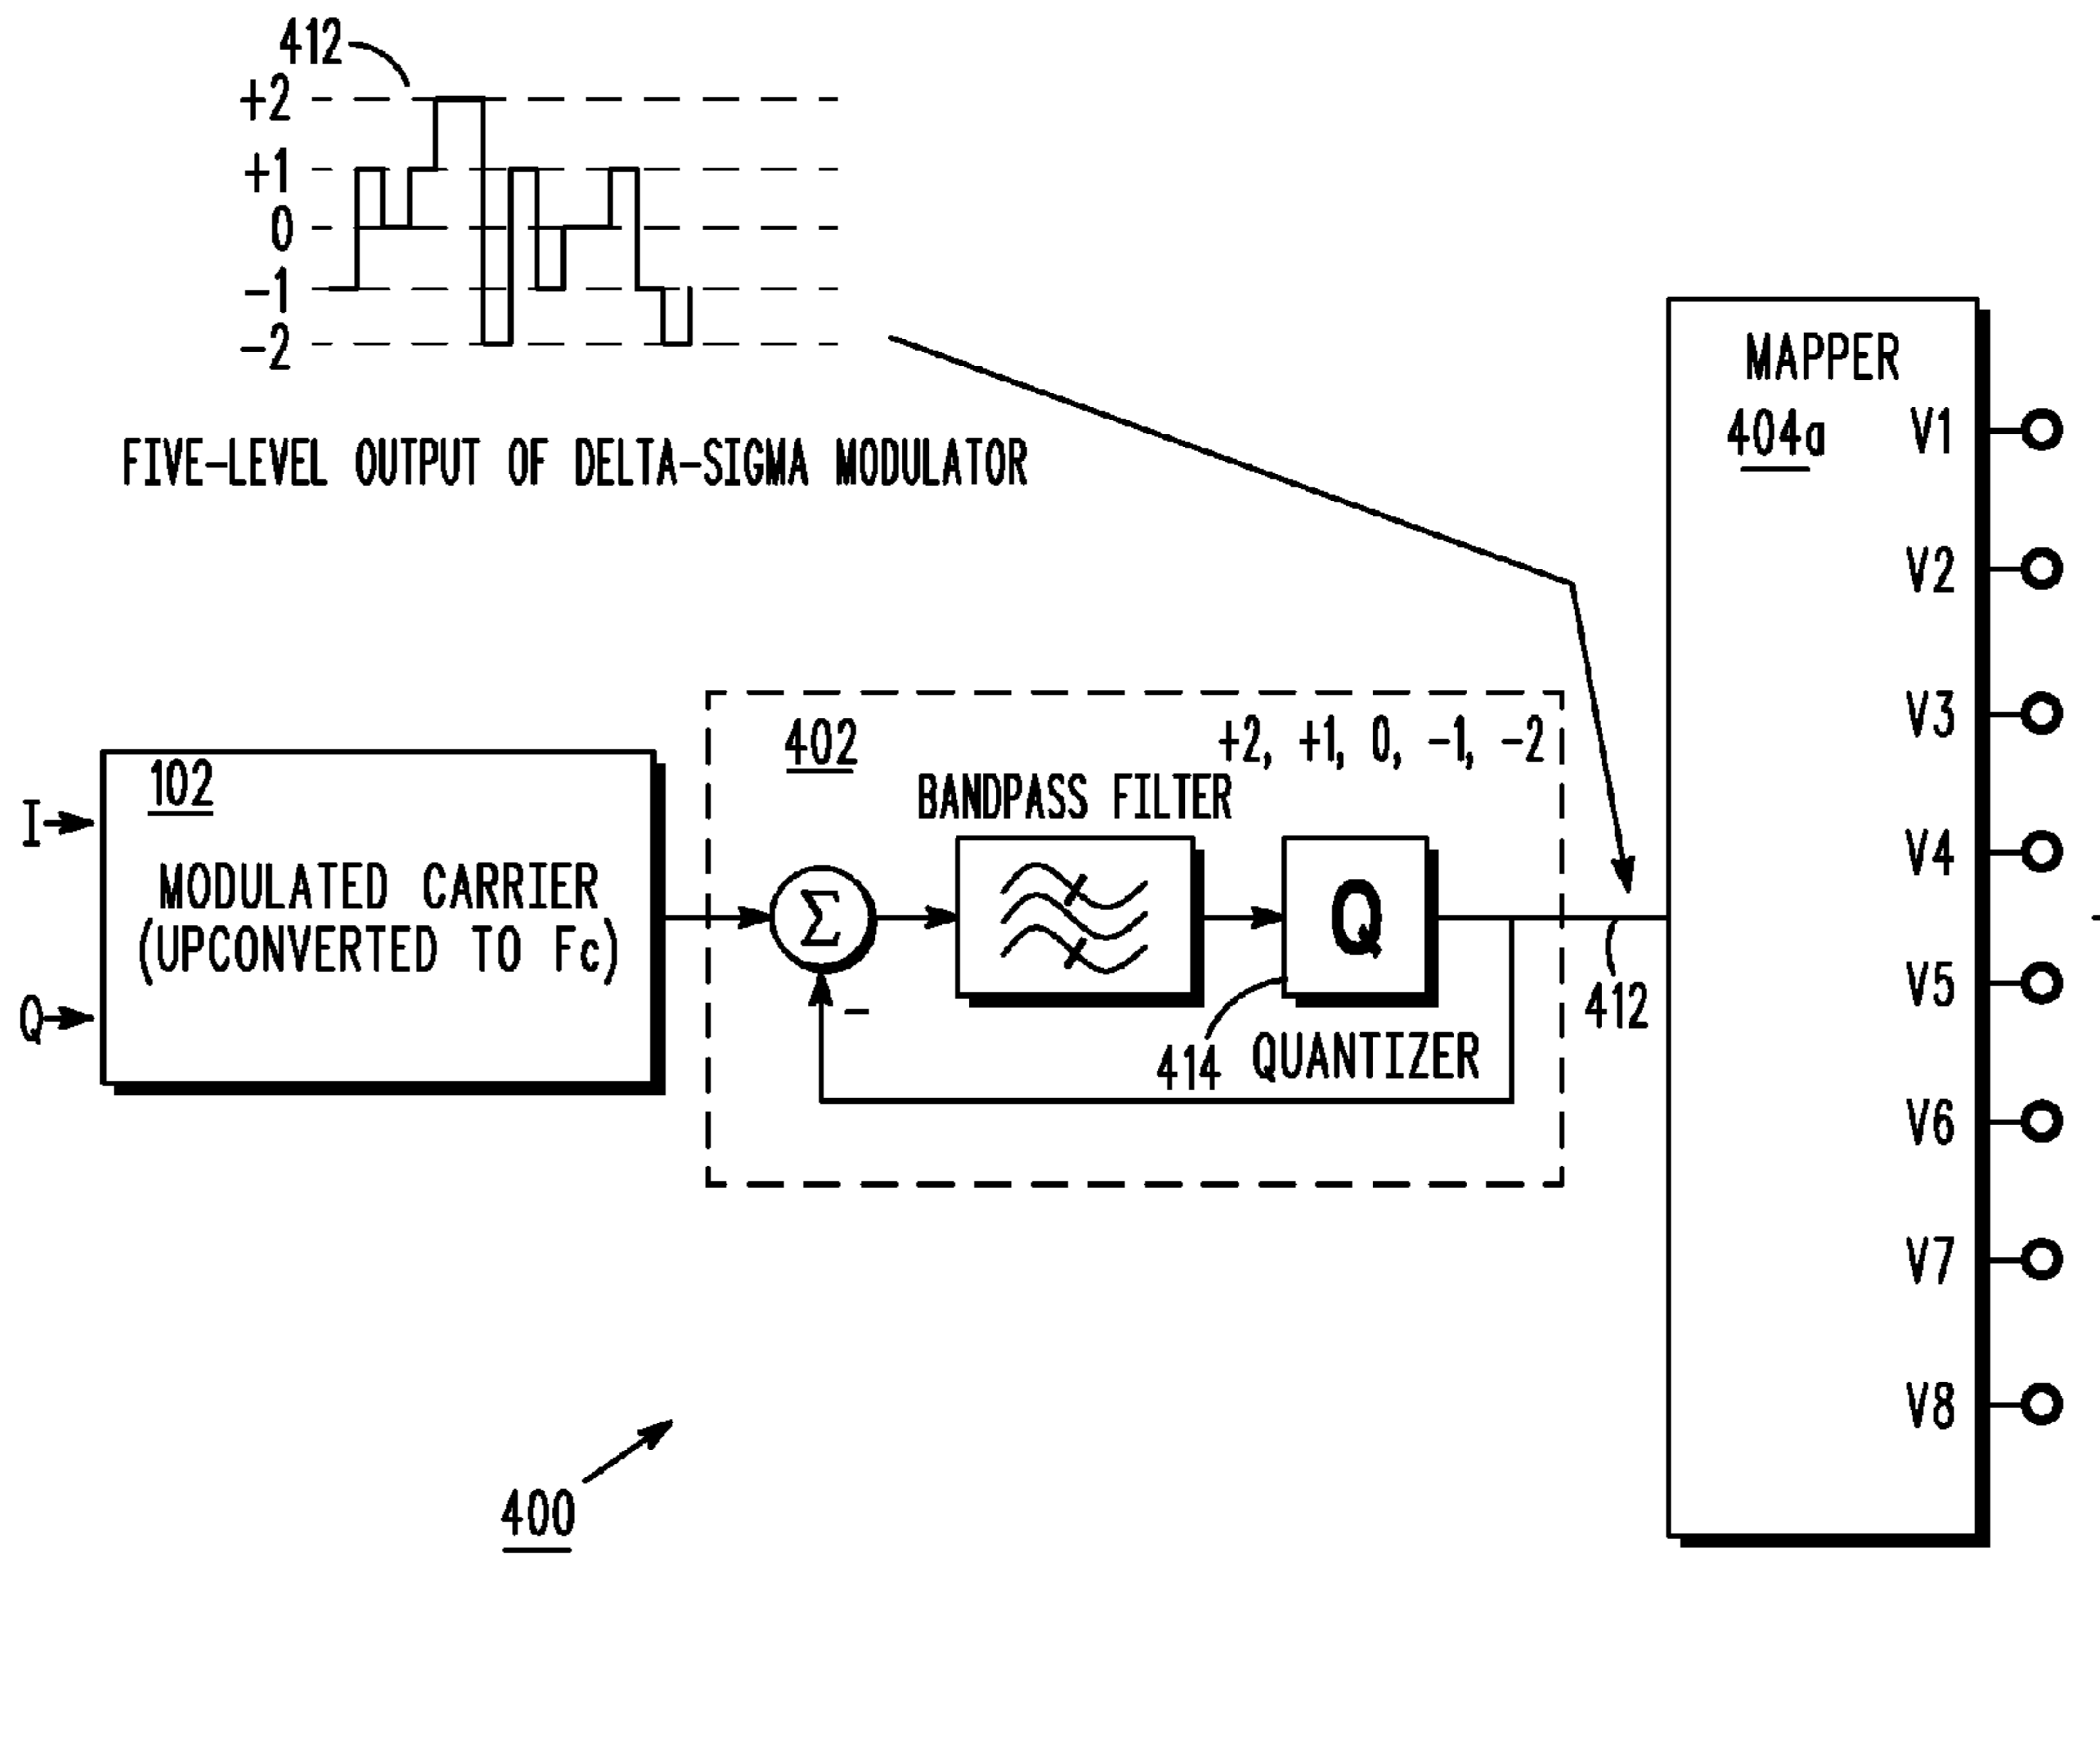 412
+2
+1
0
-1
-2
FIVE-LEVEL OUTPUT OF DELTA-SIGMA MODULATOR
MAPPER
404a
V1
V2
V3
V4
V5
V6
V7
V8
402
+2, +1, 0, -1, -2
BANDPASS FILTER
102
I
MODULATED CARRIER
(UPCONVERTED TO Fc)
Q
Σ
Q
-
412
414 QUANTIZER
400